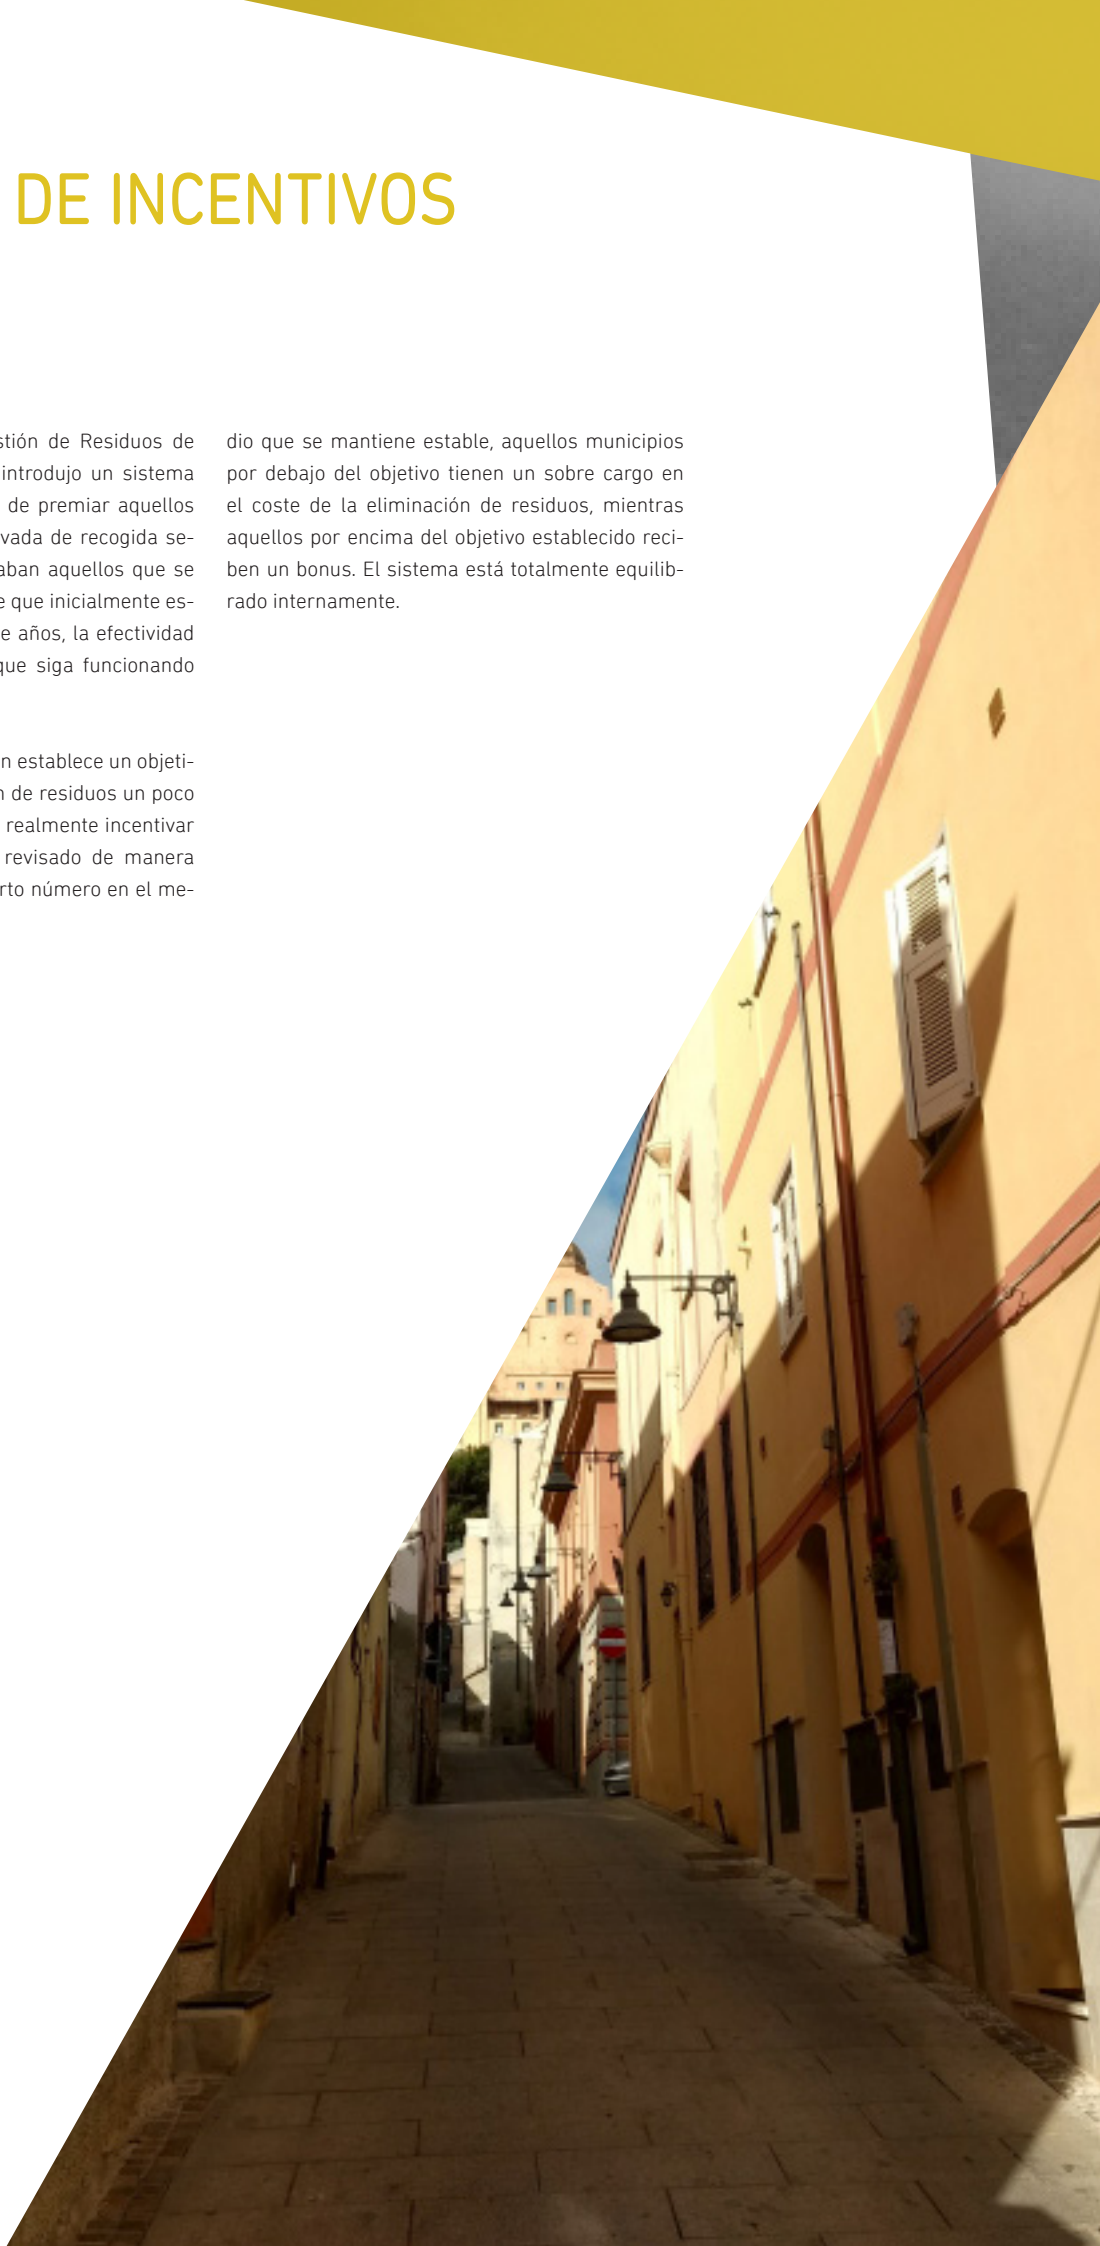 DE INCENTIVOS
stión de Residuos de
introdujo un sistema
de premiar aquellos
vada de recogida se-
aban aquellos que se
e que inicialmente es-
e años, la efectividad
que siga funcionando
n establece un objeti-
n de residuos un poco
realmente incentivar
revisado de manera
rto número en el me-
dio que se mantiene estable, aquellos municipios
por debajo del objetivo tienen un sobre cargo en
el coste de la eliminación de residuos, mientras
aquellos por encima del objetivo establecido reci-
ben un bonus. El sistema está totalmente equilib-
rado internamente.